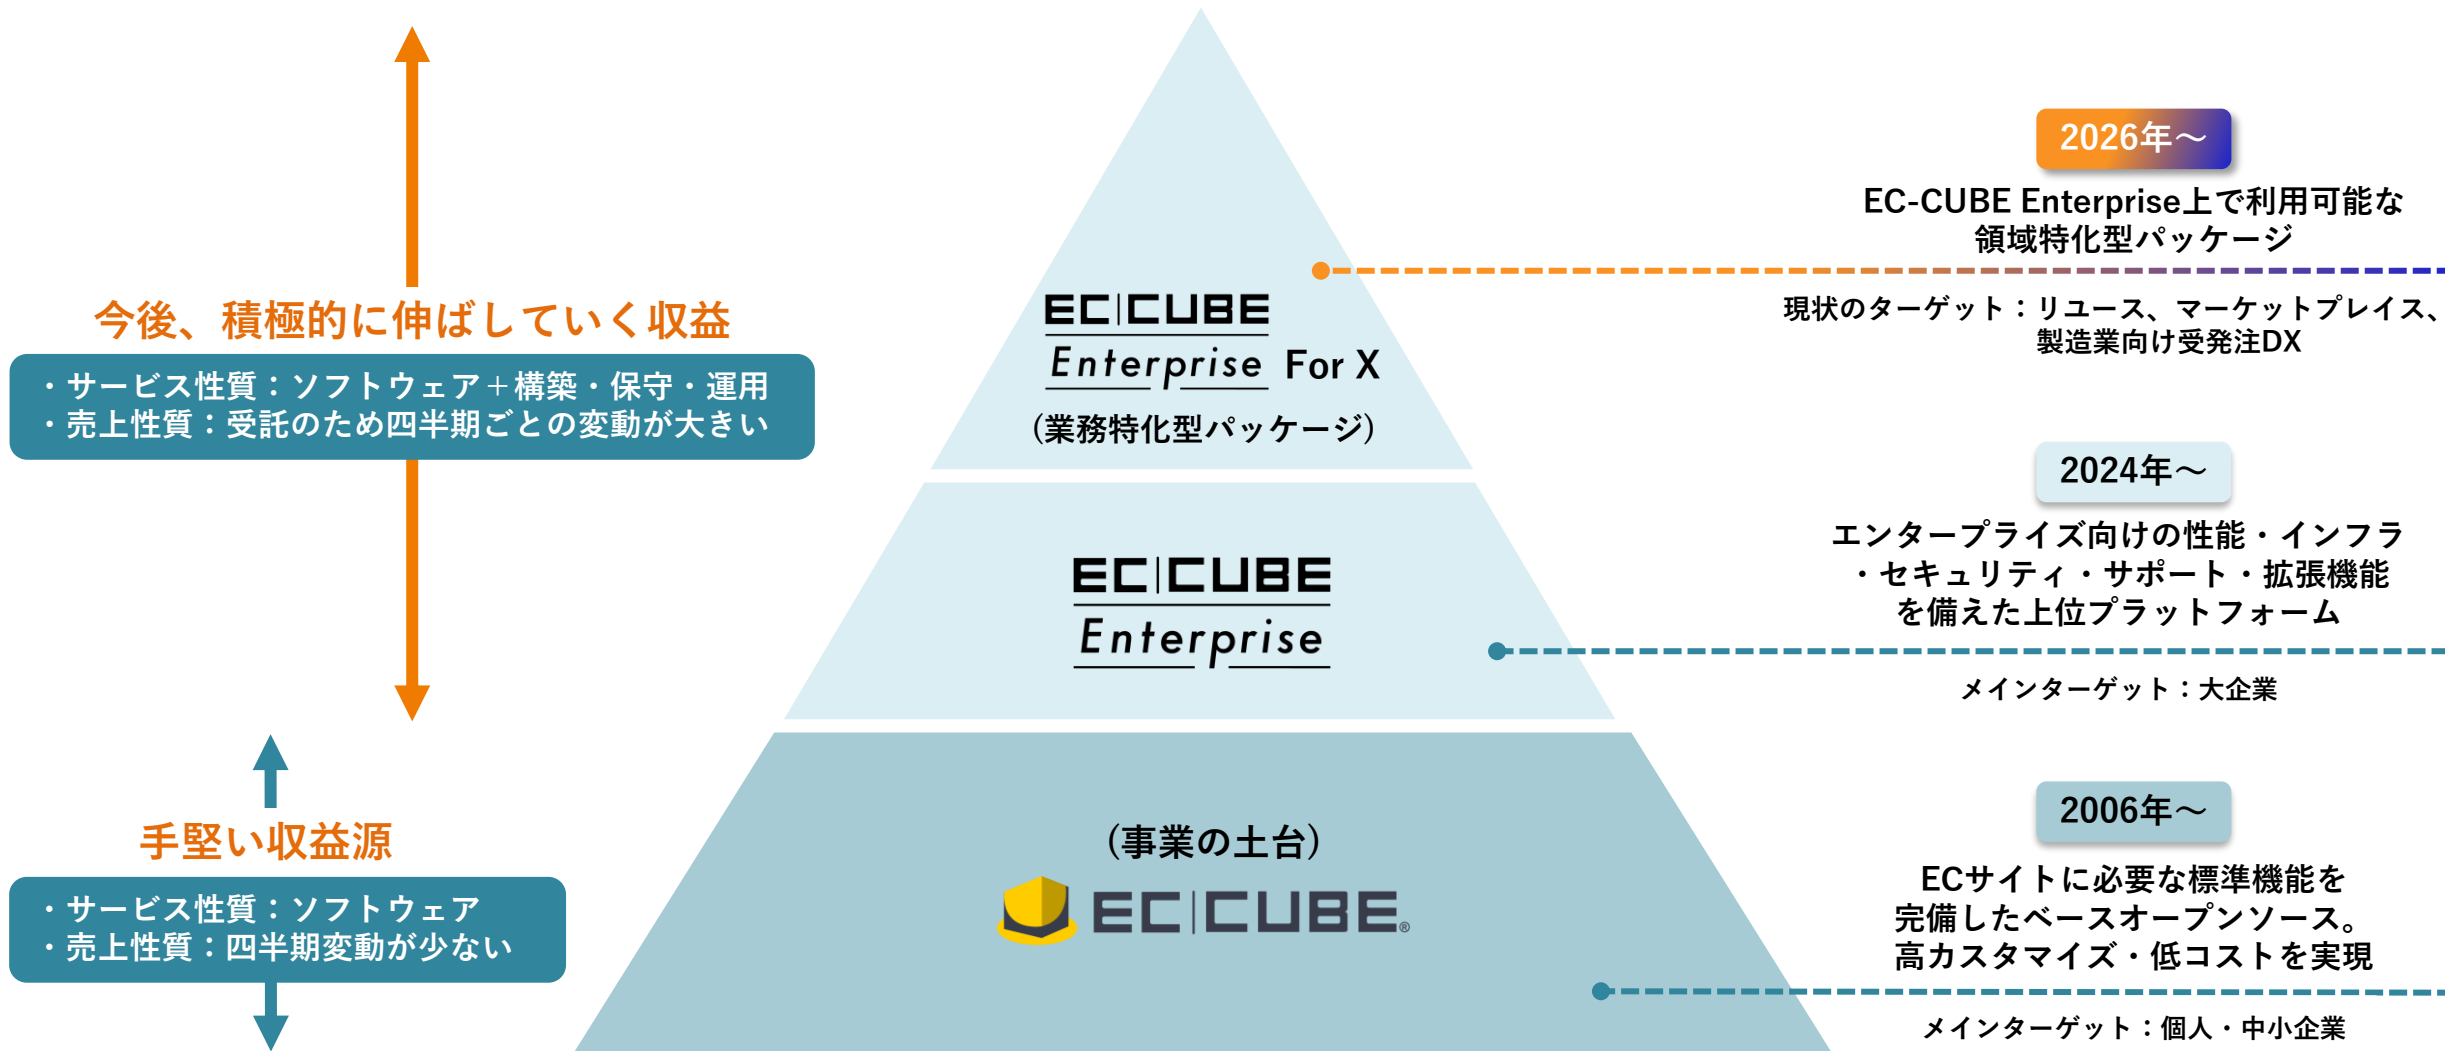 今後、積極的に伸ばしていく収益
・サービス性質：ソフトウェア＋構築・保守・運用
・売上性質：受託のため四半期ごとの変動が大きい
手堅い収益源
・サービス性質：ソフトウェア
・売上性質：四半期変動が少ない
EC|CUBE
Enterprise For X
（業務特化型パッケージ）
EC|CUBE
Enterprise
（事業の土台）
EC|CUBE®
2026年～
EC-CUBE Enterprise上で利用可能な
領域特化型パッケージ
現状のターゲット：リユース、マーケットプレイス、
製造業向け受発注DX
2024年～
エンタープライズ向けの性能・インフラ
・セキュリティ・サポート・拡張機能
を備えた上位プラットフォーム
メインターゲット：大企業
2006年～
ECサイトに必要な標準機能を
完備したベースオープンソース。
高カスタマイズ・低コストを実現
メインターゲット：個人・中小企業